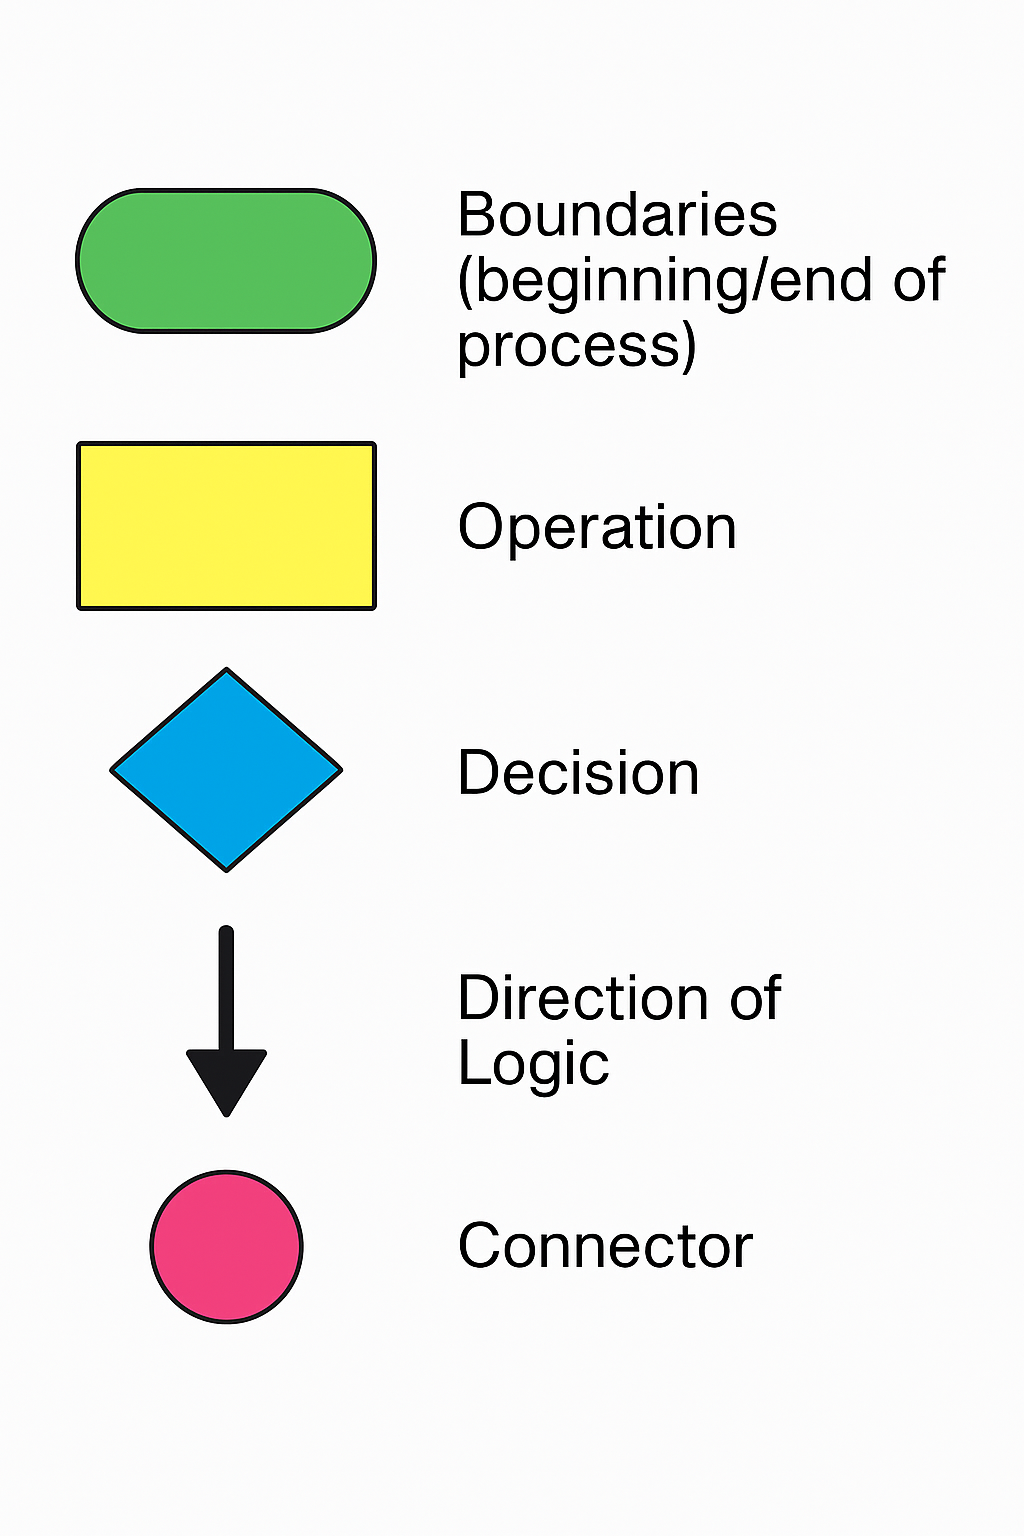 Boundaries
(beginning/end of
process)
Operation
Decision
Direction of
Logic
Connector